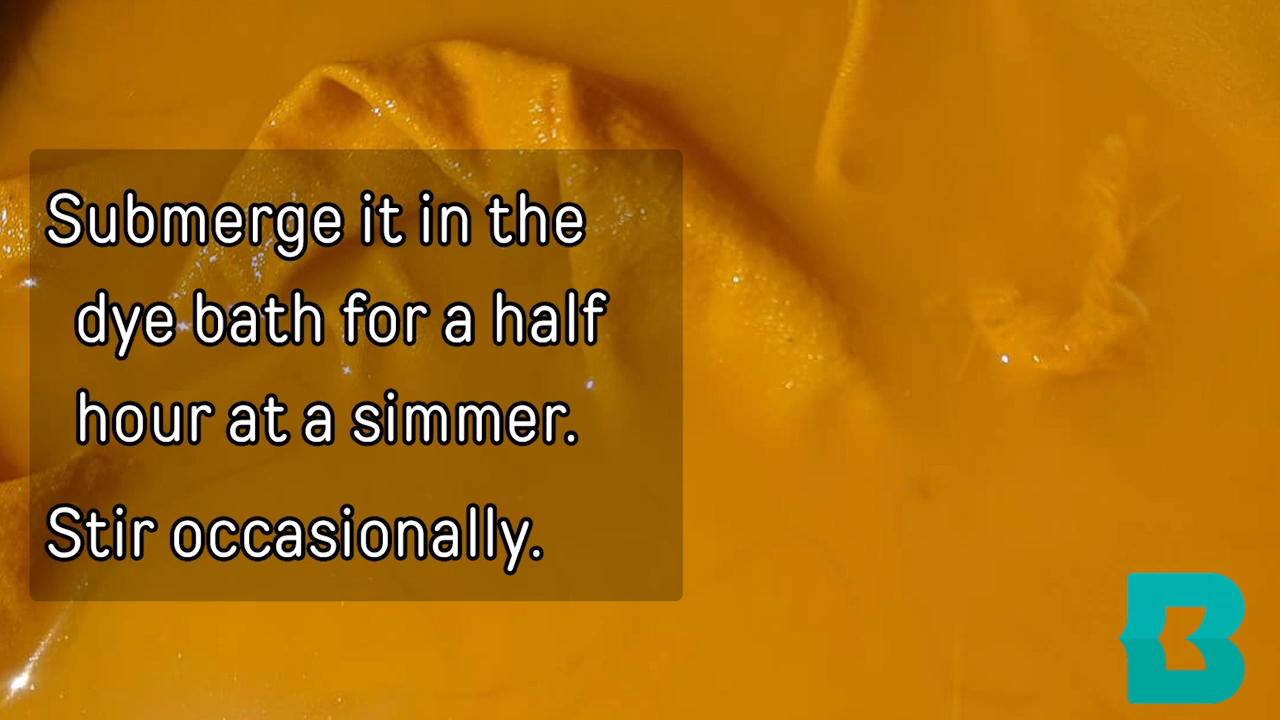 Submerge it in the
dye bath for a half
hour at a simmer.
Stir occasionally.
B